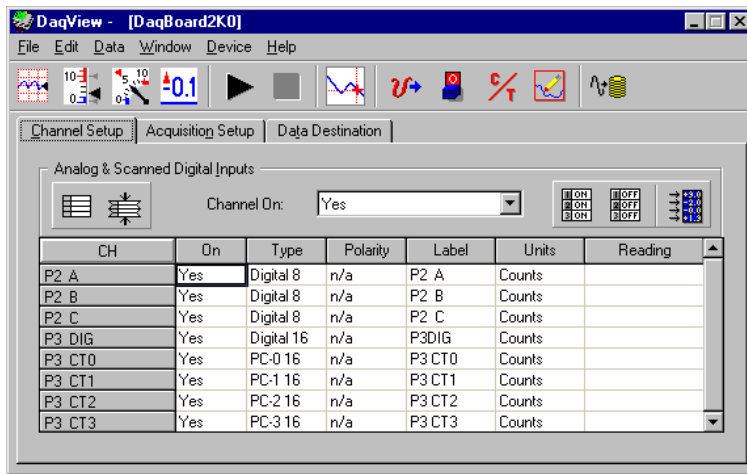 DaqView - [DaqBoard2K0]
File Edit Data Window Device Help
10 0 5 10 0 0.1 C/T
Channel Setup Acquisition Setup Data Destination
Analog & Scanned Digital Inputs
Channel On: Yes
1 ON 2 ON 3 ON 1 OFF 2 OFF 3 OFF +3.0 -2.0 -0.0 +1.3
CH On Type Polarity Label Units Reading
P2 A Yes Digital 8 n/a P2 A Counts
P2 B Yes Digital 8 n/a P2 B Counts
P2 C Yes Digital 8 n/a P2 C Counts
P3 DIG Yes Digital 16 n/a P3DIG Counts
P3 CT0 Yes PC-0 16 n/a P3 CT0 Counts
P3 CT1 Yes PC-1 16 n/a P3 CT1 Counts
P3 CT2 Yes PC-2 16 n/a P3 CT2 Counts
P3 CT3 Yes PC-3 16 n/a P3 CT3 Counts